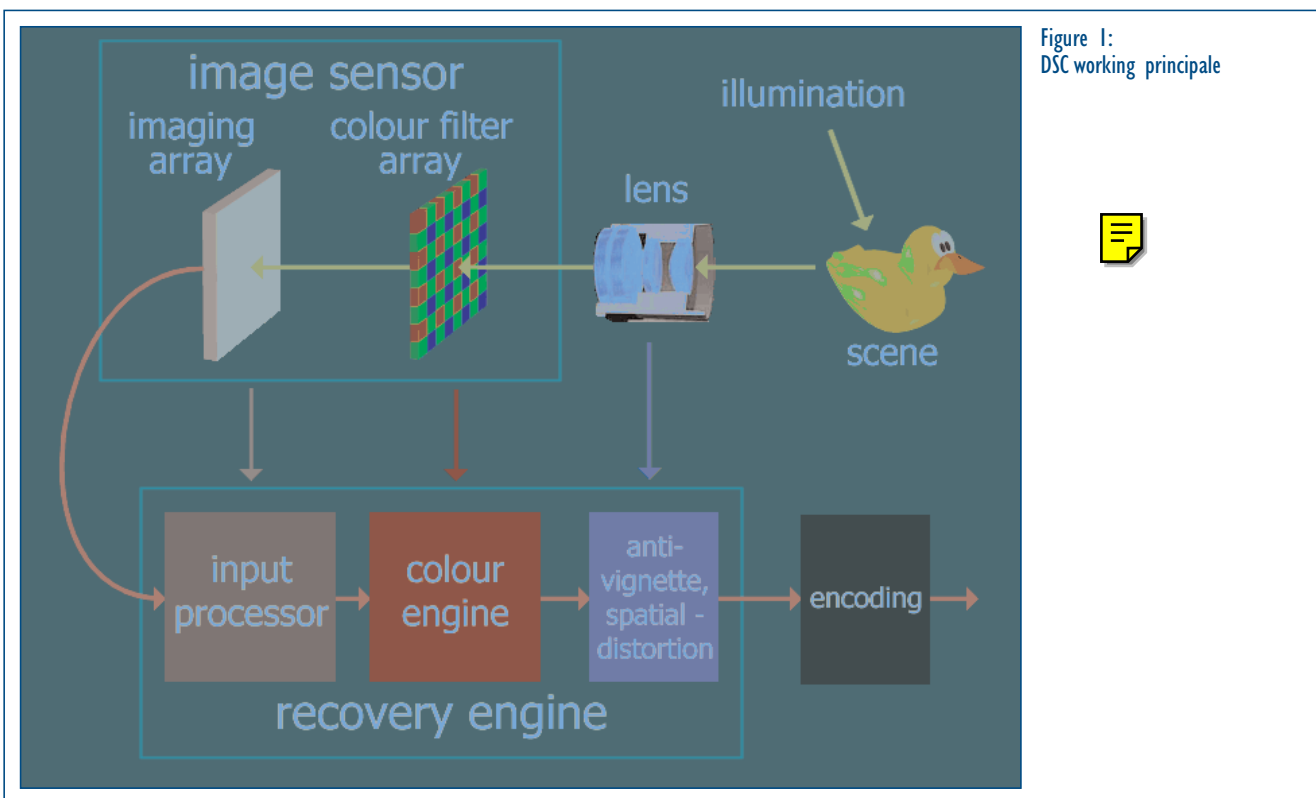 Figure 1:
DSC working principale
image sensor
imaging
array
colour filter
array
lens
illumination
scene
input
processor
colour
engine
anti-
vignette,
spatial -
distortion
encoding
recovery engine